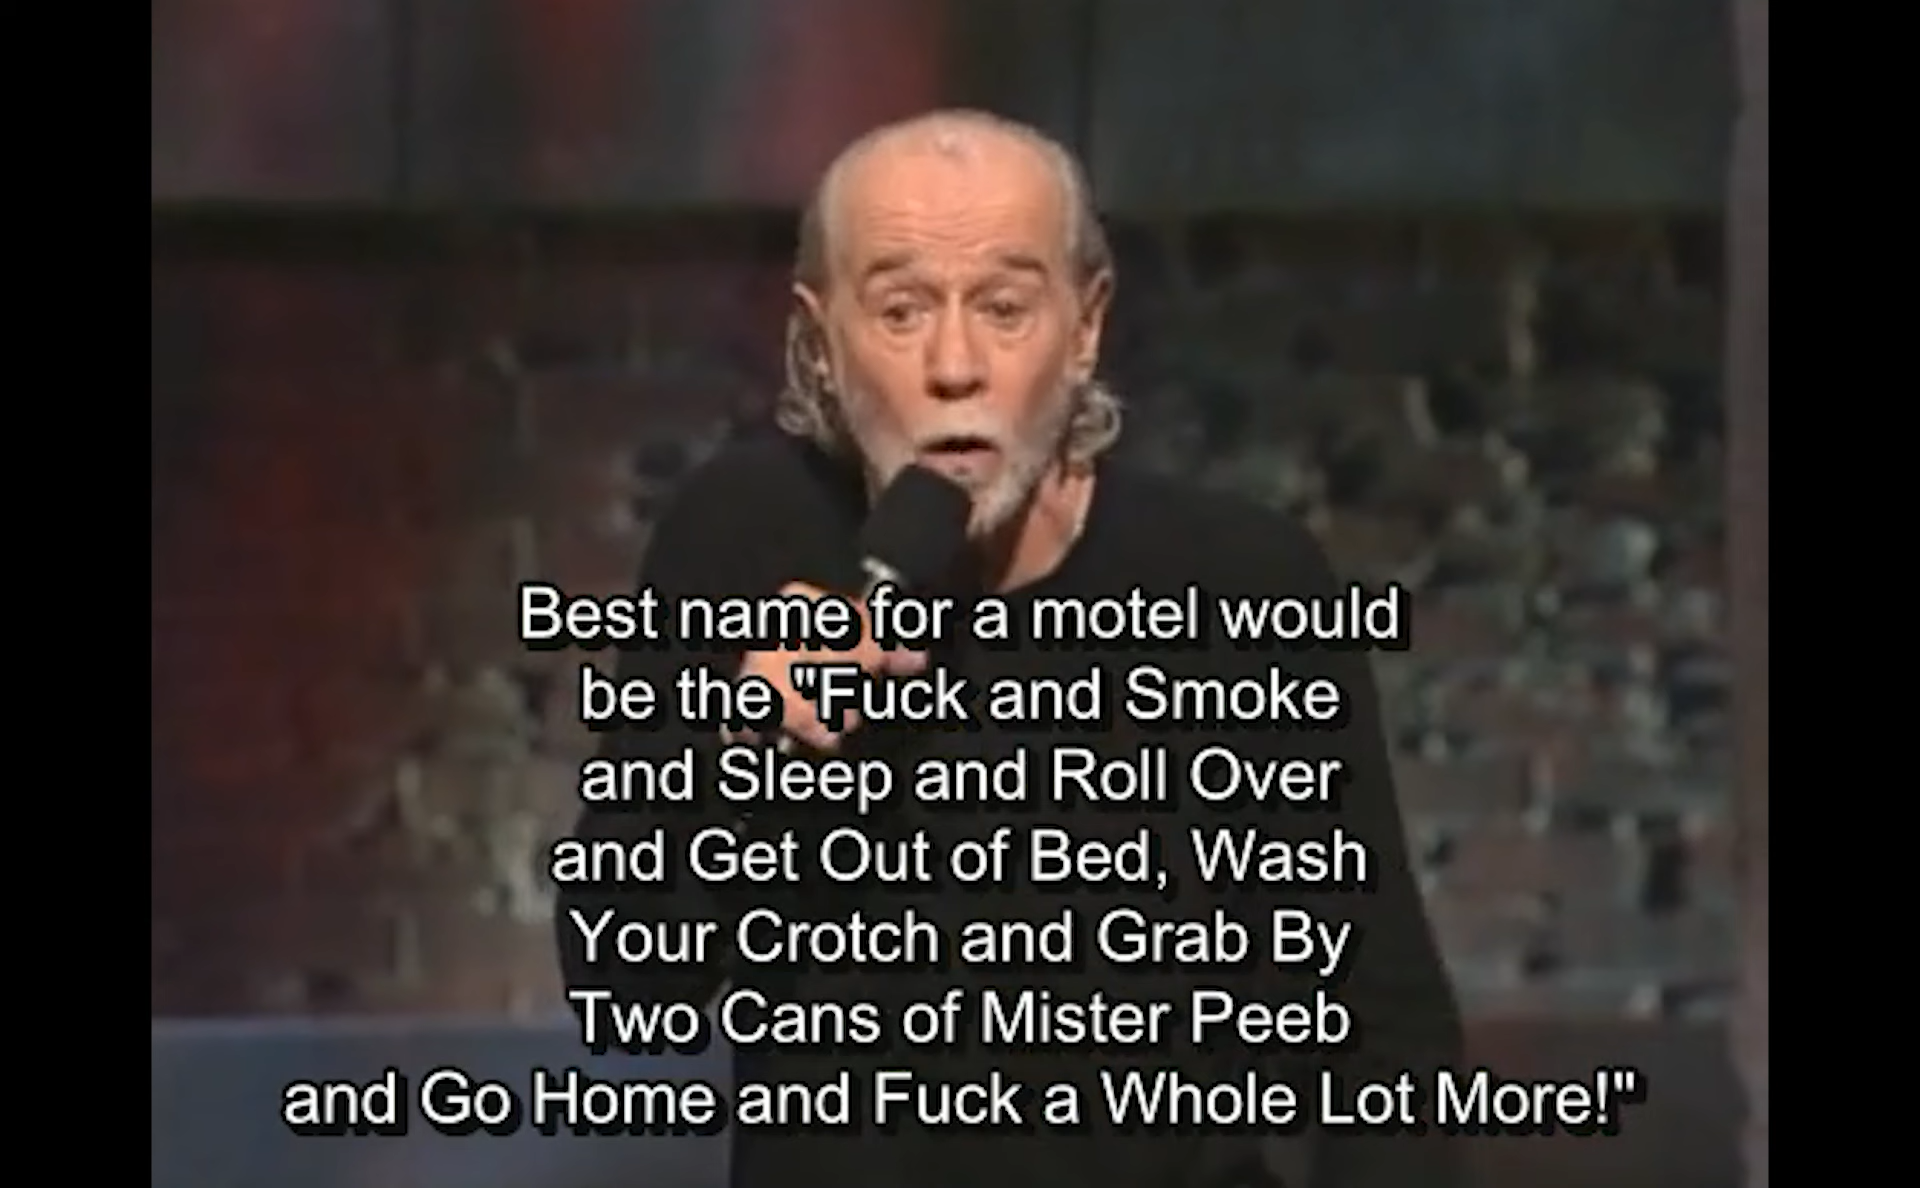 Best name for a motel would
be the "Fuck and Smoke
and Sleep and Roll Over
and Get Out of Bed, Wash
Your Crotch and Grab By
Two Cans of Mister Peeb
and Go Home and Fuck a Whole Lot More!"